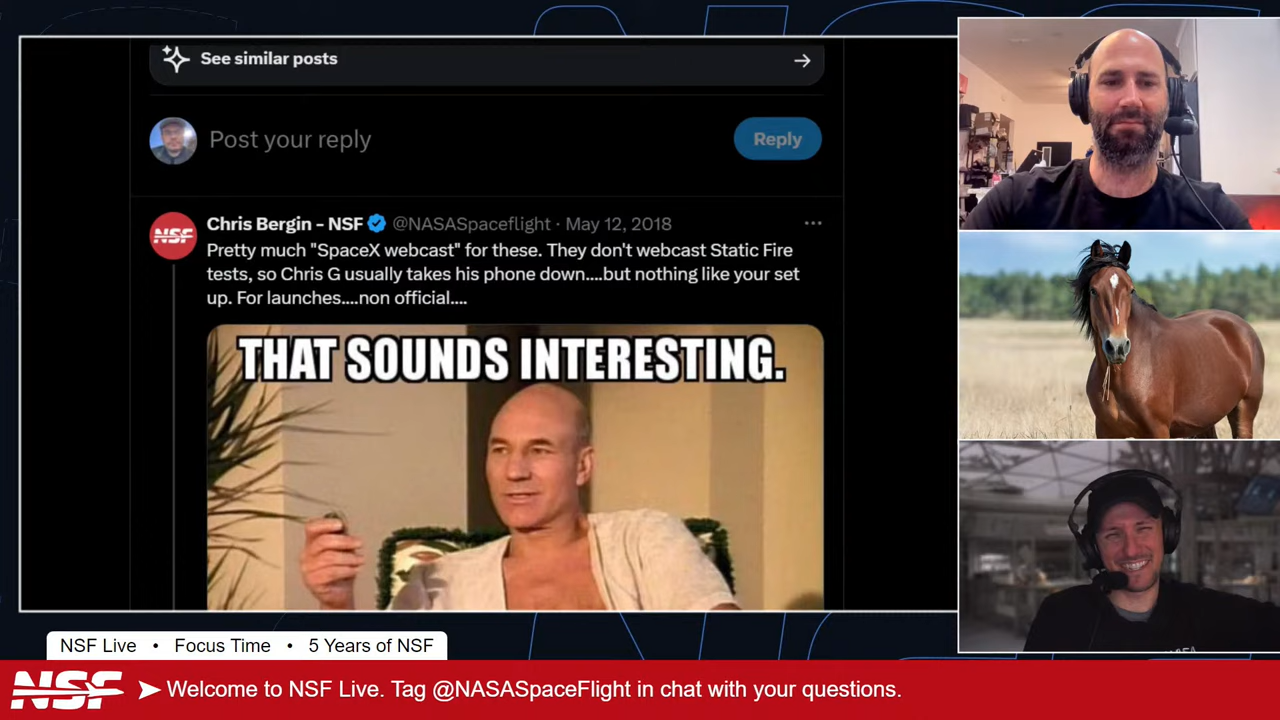 See similar posts
Post your reply
Reply
Chris Bergin - NSF @NASASpaceflight · May 12, 2018
NSF
Pretty much "SpaceX webcast" for these. They don't webcast Static Fire
tests, so Chris G usually takes his phone down....but nothing like your set
up. For launches....non official....
THAT SOUNDS INTERESTING.
NSF Live • Focus Time • 5 Years of NSF
NSF
Welcome to NSF Live. Tag @NASASpaceFlight in chat with your questions.